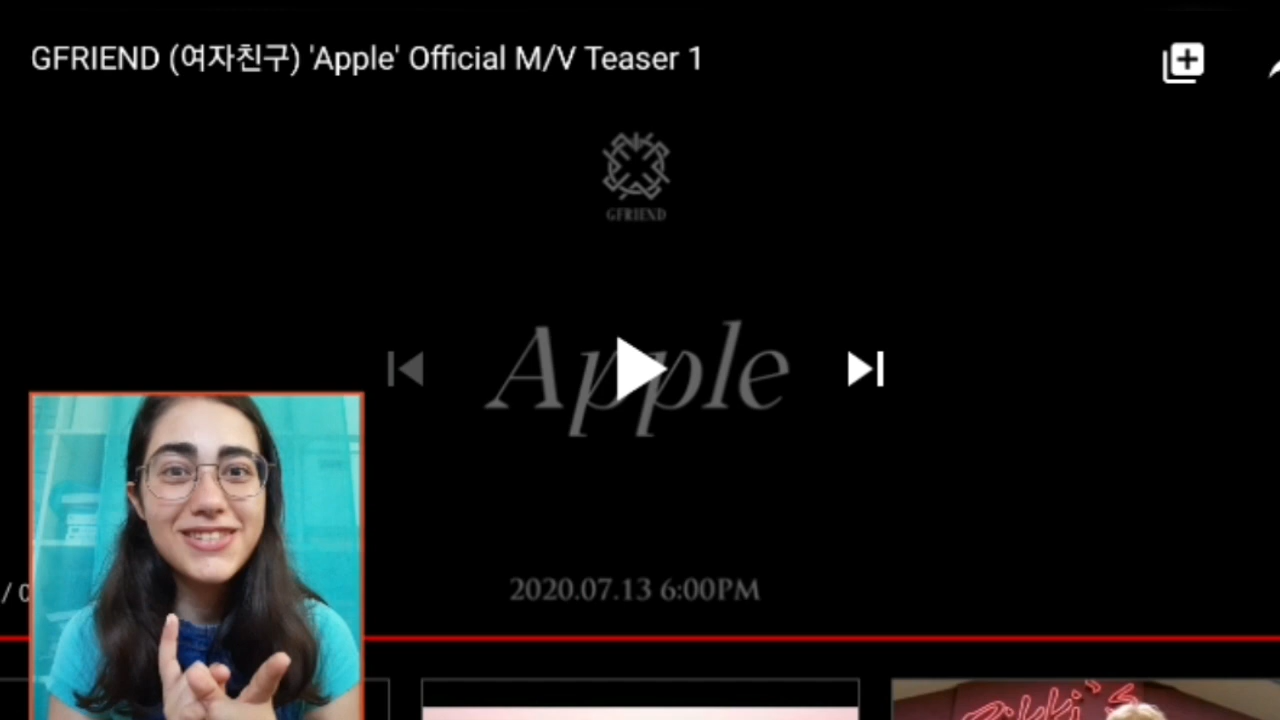 GFRIEND (여자친구) 'Apple' Official M/V Teaser 1
GFRIEND
Apple
2020.07.13 6:00PM